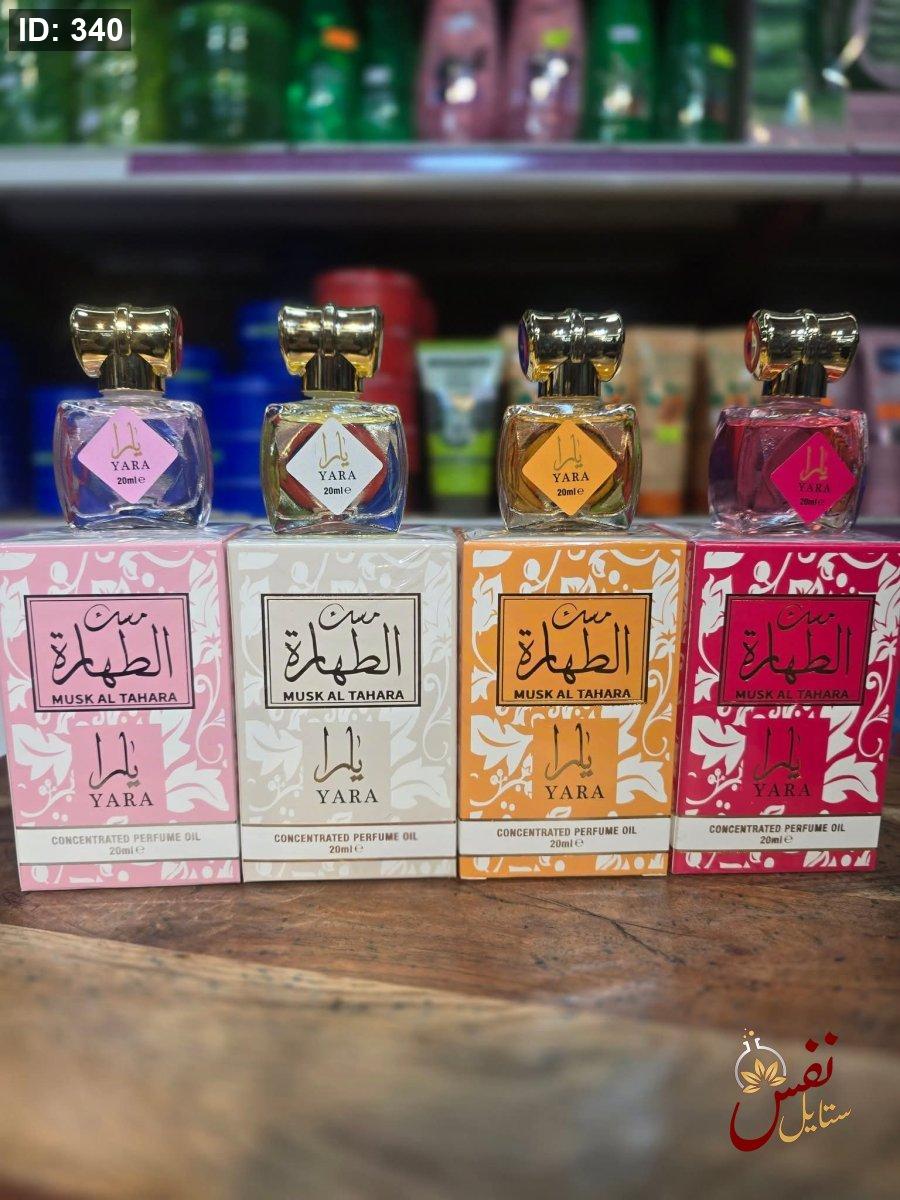 ID: 340
يارا
YARA
20ml e
يارا
YARA
20ml e
يارا
YARA
20ml e
يارا
YARA
20ml e
مسك
الطهارة
MUSK AL TAHARA
يارا
YARA
CONCENTRATED PERFUME OIL
20ml e
مسك
الطهارة
MUSK AL TAHARA
يارا
YARA
CONCENTRATED PERFUME OIL
20ml e
مسك
الطهارة
MUSK AL TAHARA
يارا
YARA
CONCENTRATED PERFUME OIL
20ml e
مسك
الطهارة
MUSK AL TAHARA
يارا
YARA
CONCENTRATED PERFUME OIL
20ml e
نفس
ستايل